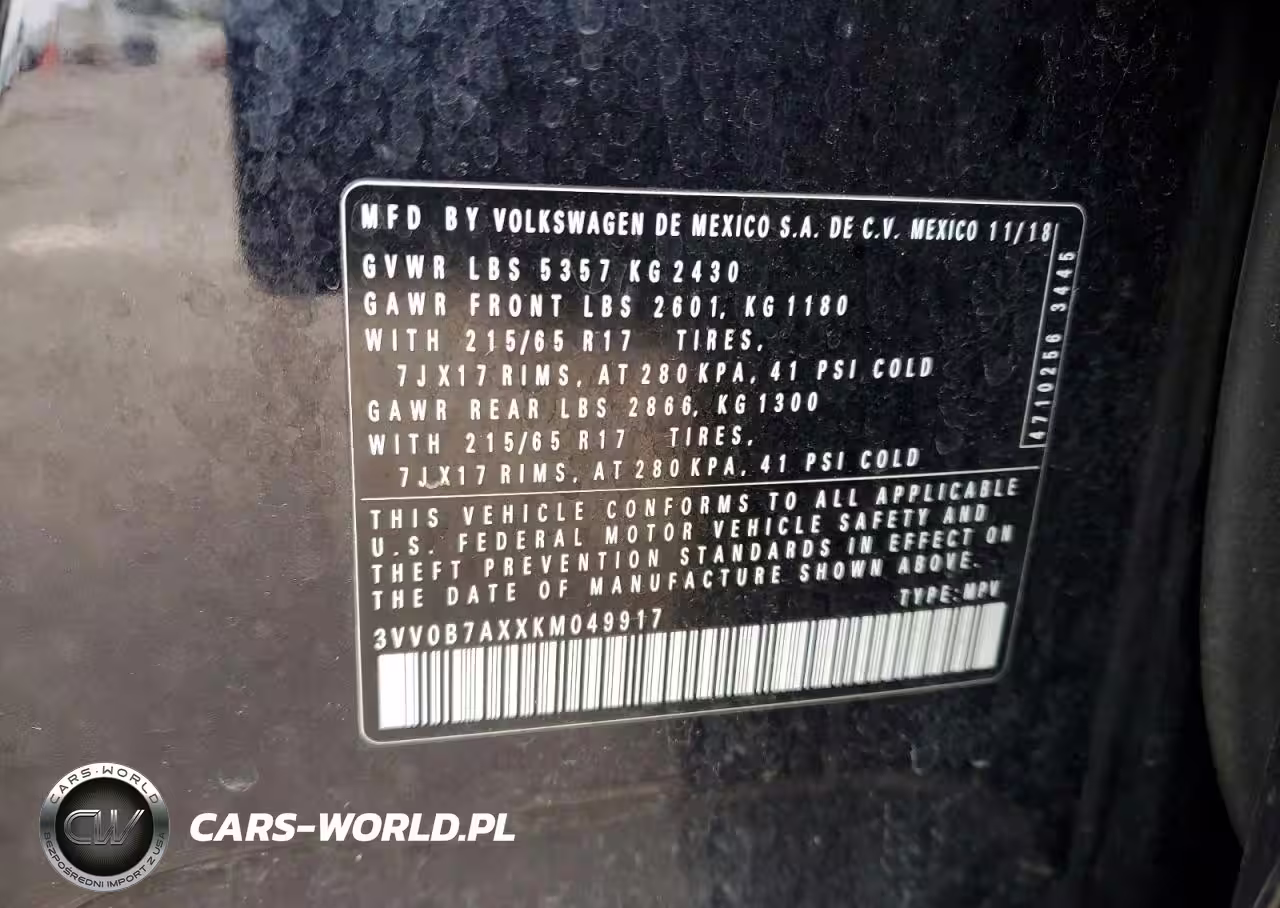 MFD BY VOLKSWAGEN DE MEXICO S.A. DE C.V. MEXICO 11/18
GVWR LBS 5357 KG 2430
GAWR FRONT LBS 2601, KG 1180
WITH 215/65 R17 TIRES,
7JX17 RIMS, AT 280 KPA, 41 PSI COLD
GAWR REAR LBS 2866, KG 1300
WITH 215/65 R17 TIRES,
7JX17 RIMS, AT 280 KPA, 41 PSI COLD
4710256 3445
THIS VEHICLE CONFORMS TO ALL APPLICABLE
U.S. FEDERAL MOTOR VEHICLE SAFETY AND
THEFT PREVENTION STANDARDS IN EFFECT ON
THE DATE OF MANUFACTURE SHOWN ABOVE.
TYPE:MPV
3VV0B7AXXKM049917
CARS-WORLD
CW
BEZPOŚREDNI IMPORT Z USA
CARS-WORLD.PL